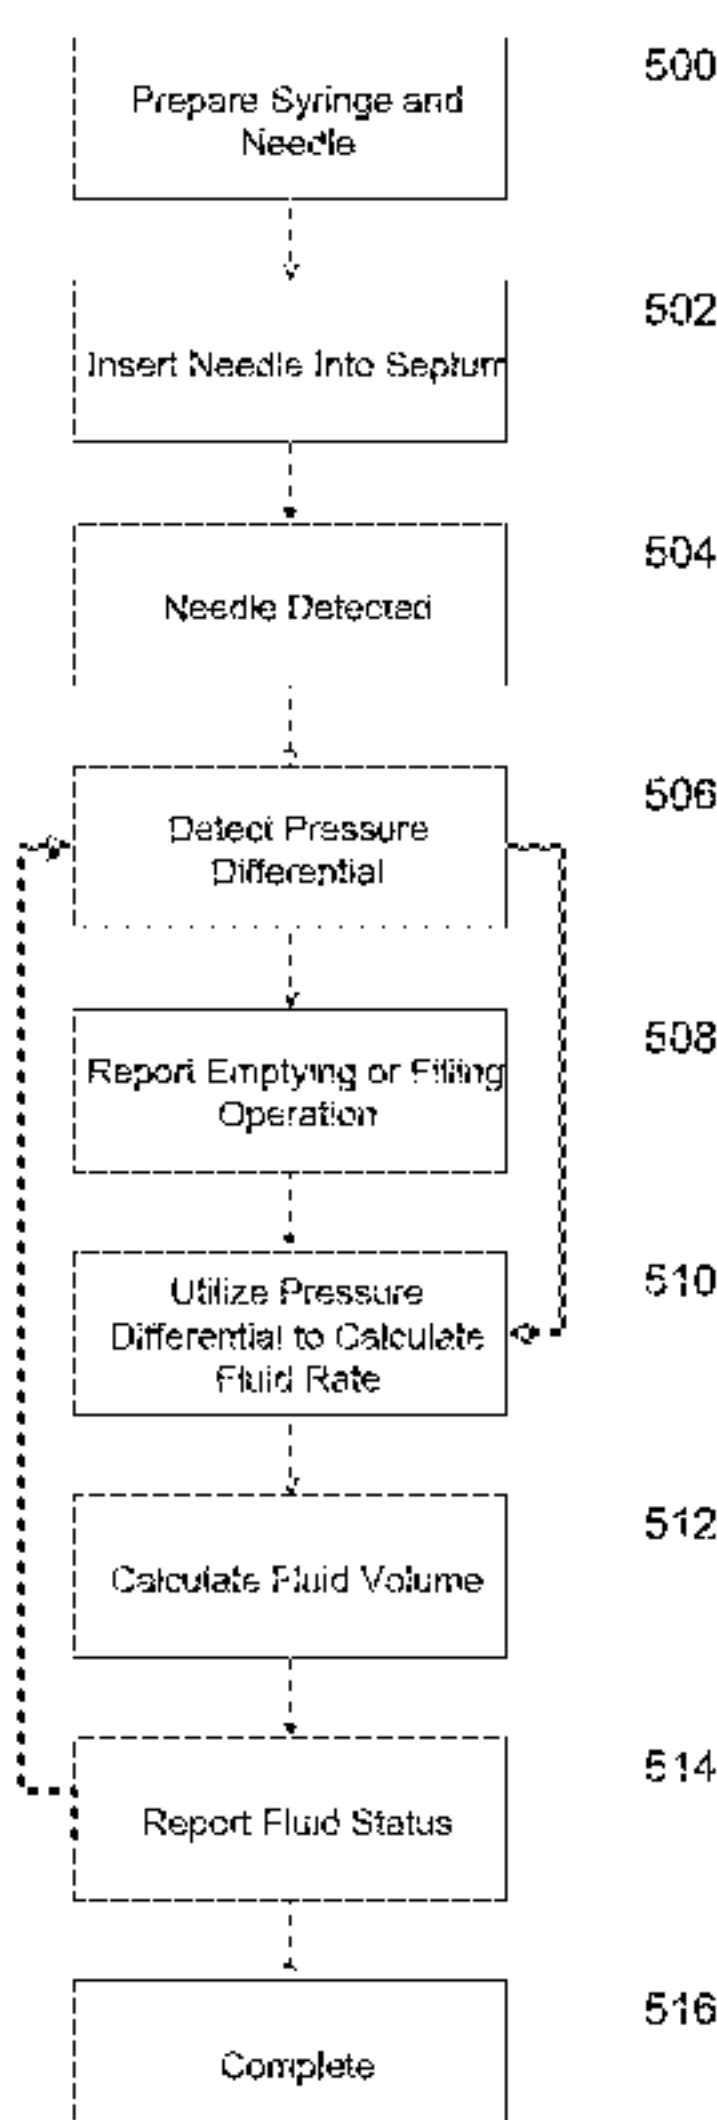 500
Prepare Syringe and
Needle
502
Insert Needle Into Septum
504
Needle Detected
506
Detect Pressure
Differential
508
Report Emptying or Filling
Operation
510
Utilize Pressure
Differential to Calculate
Fluid Rate
512
Calculate Fluid Volume
514
Report Fluid Status
516
Complete